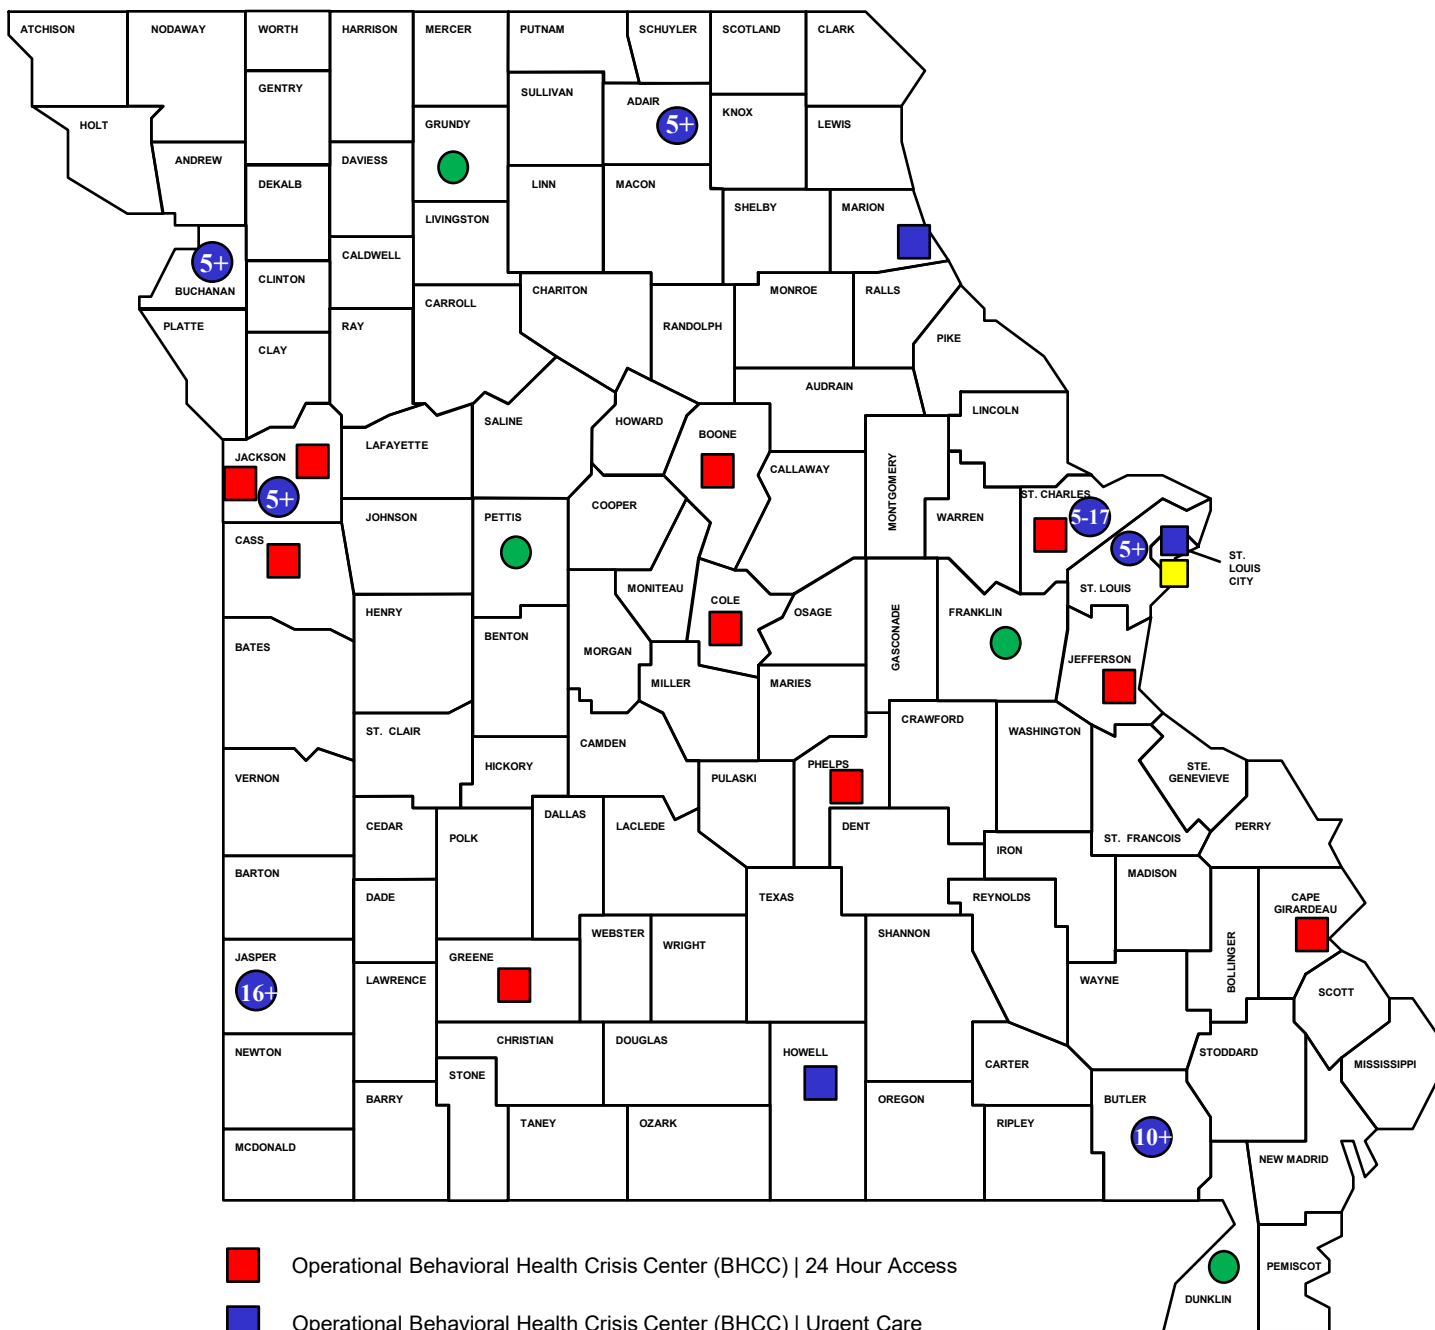 ATCHISON
NODAWAY
WORTH
HARRISON
MERCER
PUTNAM
SCHUYLER
SCOTLAND
CLARK
GENTRY
SULLIVAN
ADAIR
5+
KNOX
LEWIS
HOLT
GRUNDY
ANDREW
DAVIESS
DEKALB
LINN
MACON
SHELBY
MARION
LIVINGSTON
5+
BUCHANAN
CLINTON
CALDWELL
CARROLL
CHARITON
RANDOLPH
MONROE
RALLS
PLATTE
CLAY
RAY
PIKE
AUDRAIN
SALINE
HOWARD
BOONE
LINCOLN
JACKSON
5+
LAFAYETTE
CALLAWAY
MONTGOMERY
COOPER
JOHNSON
PETTIS
WARREN
ST. CHARLES
5-17
5+
ST.
LOUIS
CITY
CASS
MONITEAU
COLE
OSAGE
GASCONADE
FRANKLIN
ST. LOUIS
HENRY
BENTON
MORGAN
BATES
MILLER
MARIES
JEFFERSON
ST. CLAIR
CAMDEN
CRAWFORD
WASHINGTON
VERNON
HICKORY
PULASKI
PHELPS
STE.
GENEVIEVE
CEDAR
POLK
DALLAS
LACLEDE
DENT
IRON
ST. FRANCOIS
PERRY
BARTON
DADE
TEXAS
REYNOLDS
MADISON
CAPE
GIRARDEAU
JASPER
16+
GREENE
WEBSTER
WRIGHT
SHANNON
BOLLINGER
LAWRENCE
WAYNE
SCOTT
NEWTON
CHRISTIAN
DOUGLAS
HOWELL
STODDARD
MISSISSIPPI
STONE
CARTER
BARRY
OREGON
BUTLER
10+
MCDONALD
TANEY
OZARK
RIPLEY
NEW MADRID
Operational Behavioral Health Crisis Center (BHCC) | 24 Hour Access
PEMISCOT
DUNKLIN
Operational Behavioral Health Crisis Center (BHCC) | Urgent Care